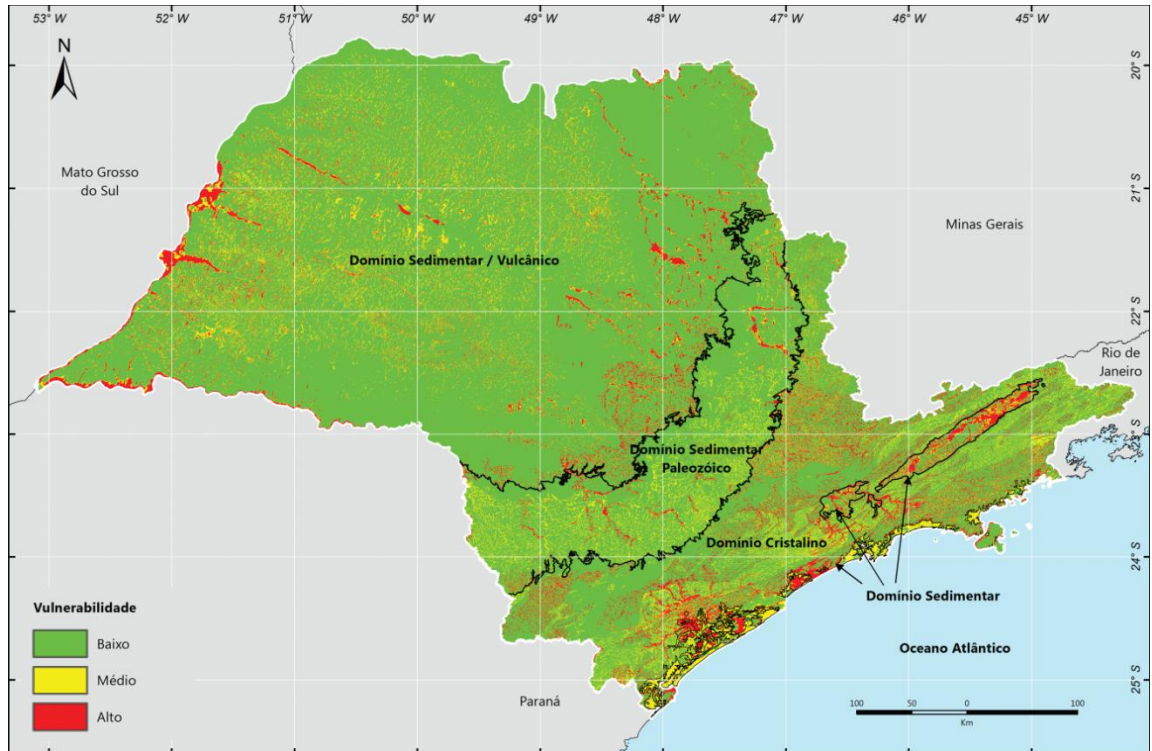 53° W
52° W
51° W
50° W
49° W
48° W
47° W
46° W
45° W
N
20° S
Mato Grosso
do Sul
21° S
Minas Gerais
Domínio Sedimentar / Vulcânico
22° S
Rio de
Janeiro
23° S
Domínio Sedimentar
Paleozóico
Domínio Cristalino
24° S
Domínio Sedimentar
Vulnerabilidade
Baixo
Médio
Alto
Oceano Atlântico
Paraná
25° S
100
50
0
100
Km